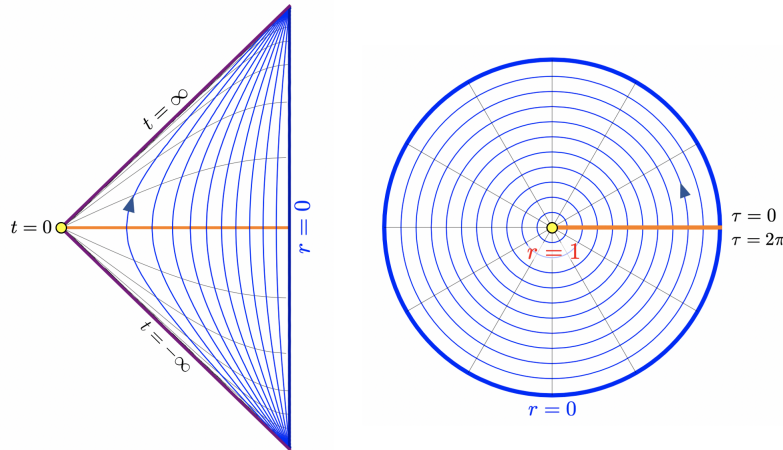 t = ∞
t = 0
r = 0
t = −∞
τ = 0
τ = 2π
r = 1
r = 0